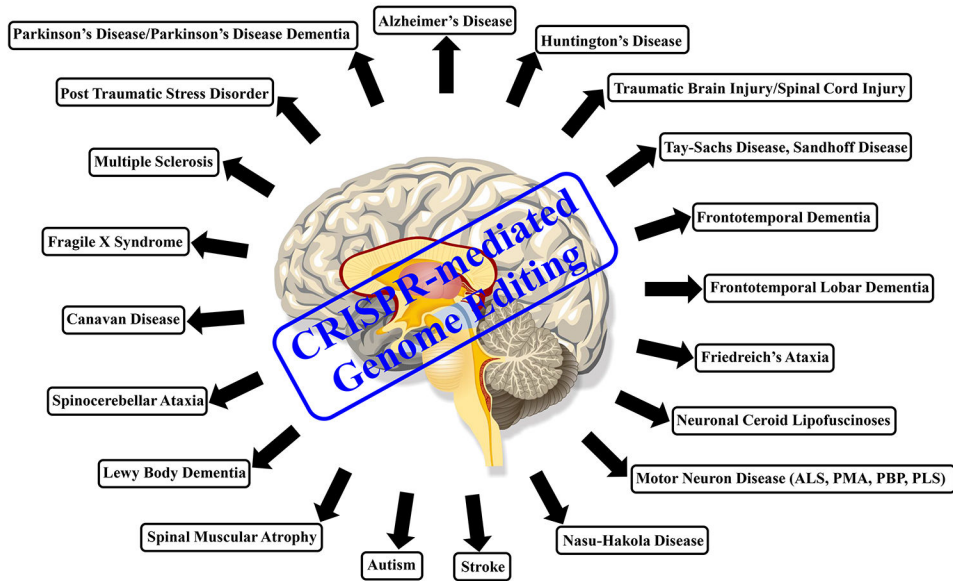 Alzheimer's Disease
Parkinson's Disease/Parkinson's Disease Dementia
Huntington's Disease
Post Traumatic Stress Disorder
Traumatic Brain Injury/Spinal Cord Injury
Multiple Sclerosis
Tay-Sachs Disease, Sandhoff Disease
Fragile X Syndrome
Frontotemporal Dementia
CRISPR-mediated
Genome Editing
Canavan Disease
Frontotemporal Lobar Dementia
Friedreich's Ataxia
Spinocerebellar Ataxia
Neuronal Ceroid Lipofuscinoses
Lewy Body Dementia
Motor Neuron Disease (ALS, PMA, PBP, PLS)
Spinal Muscular Atrophy
Nasu-Hakola Disease
Autism
Stroke